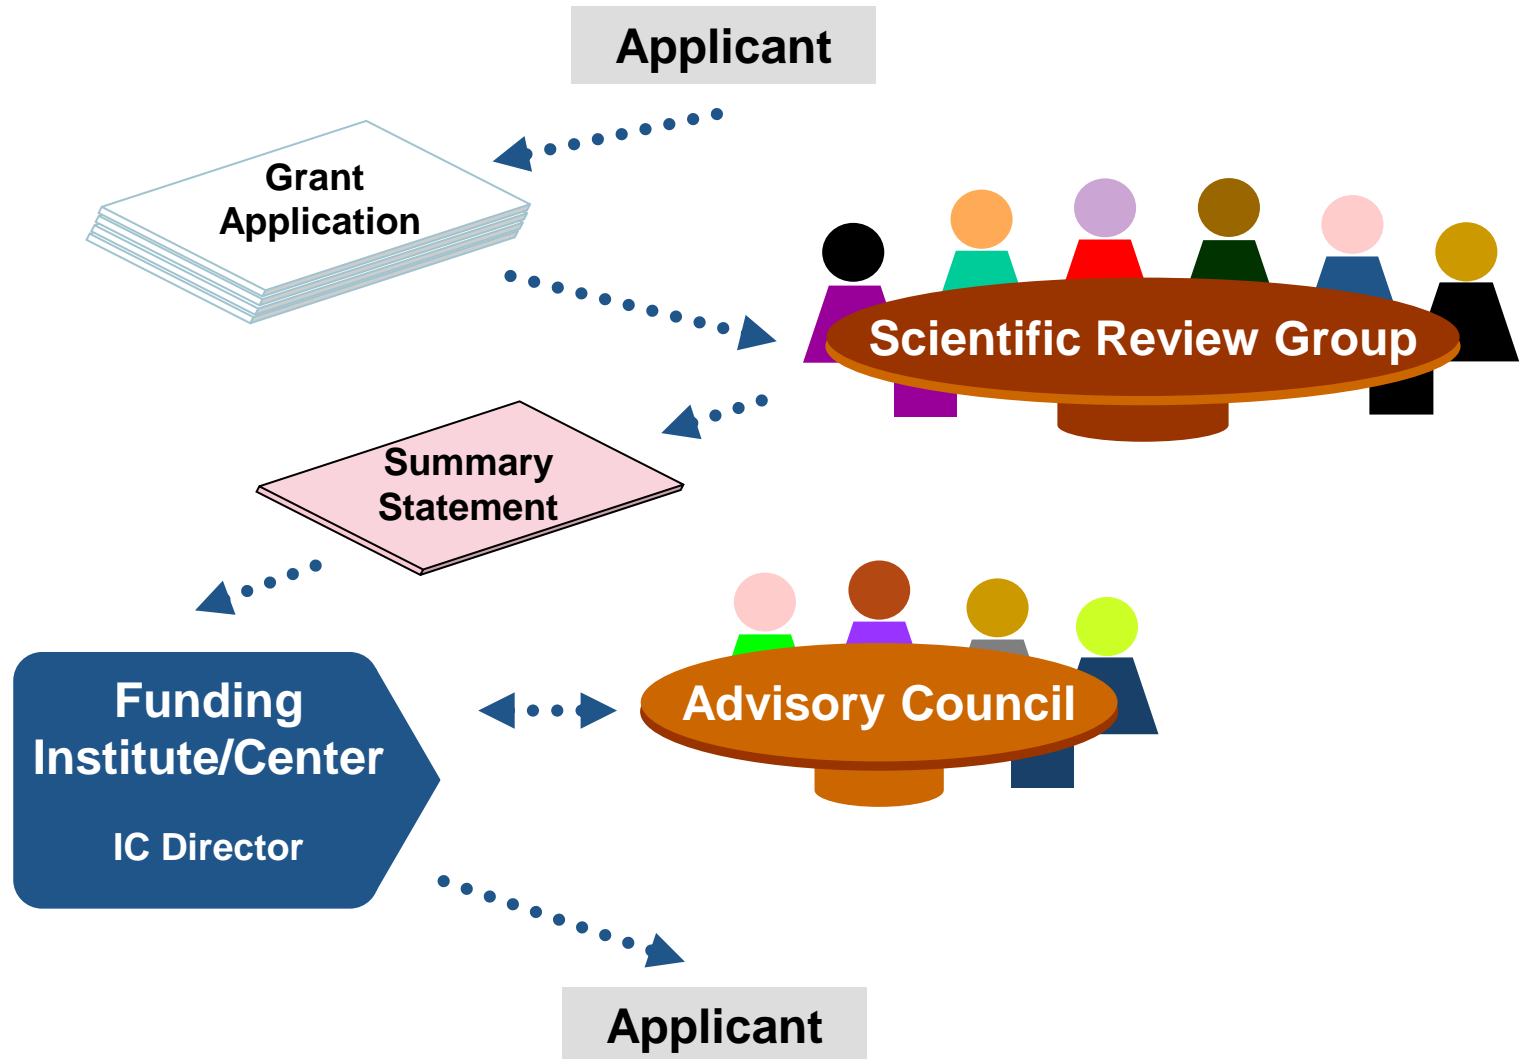 Applicant
Grant
Application
Scientific Review Group
Summary
Statement
Funding
Institute/Center
IC Director
Advisory Council
Applicant